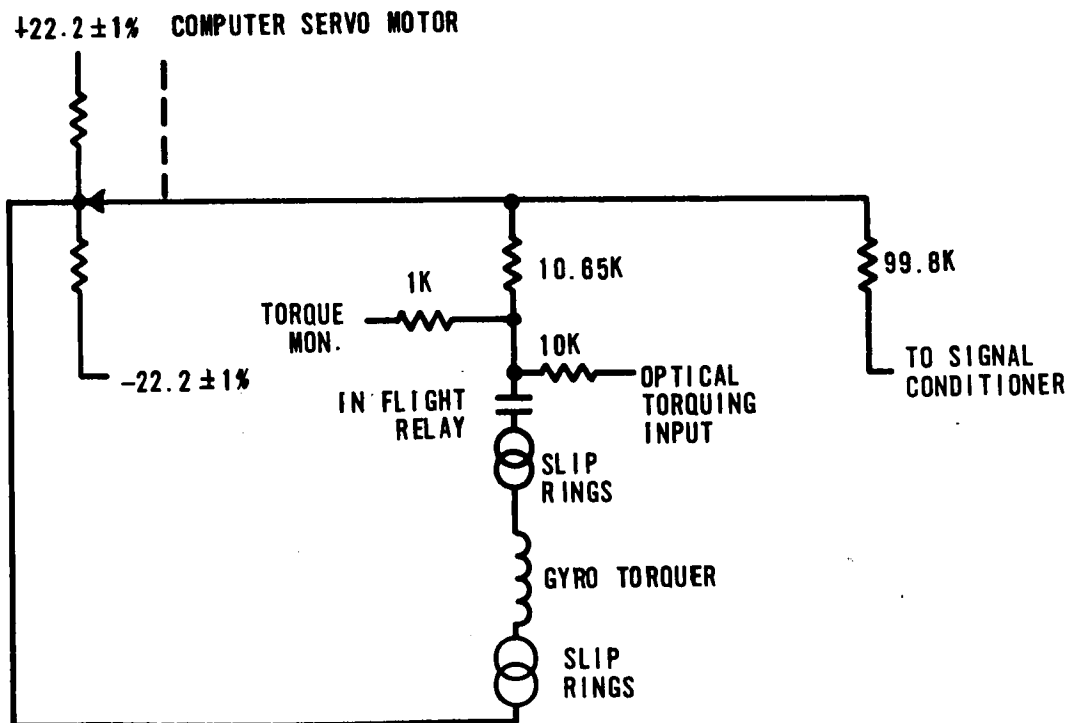 +22.2 ± 1% COMPUTER SERVO MOTOR
1K
10.65K
99.8K
TORQUE
MON.
10K
-22.2 ± 1%
IN FLIGHT
RELAY
OPTICAL
TORQUING
INPUT
TO SIGNAL
CONDITIONER
SLIP
RINGS
GYRO TORQUER
SLIP
RINGS